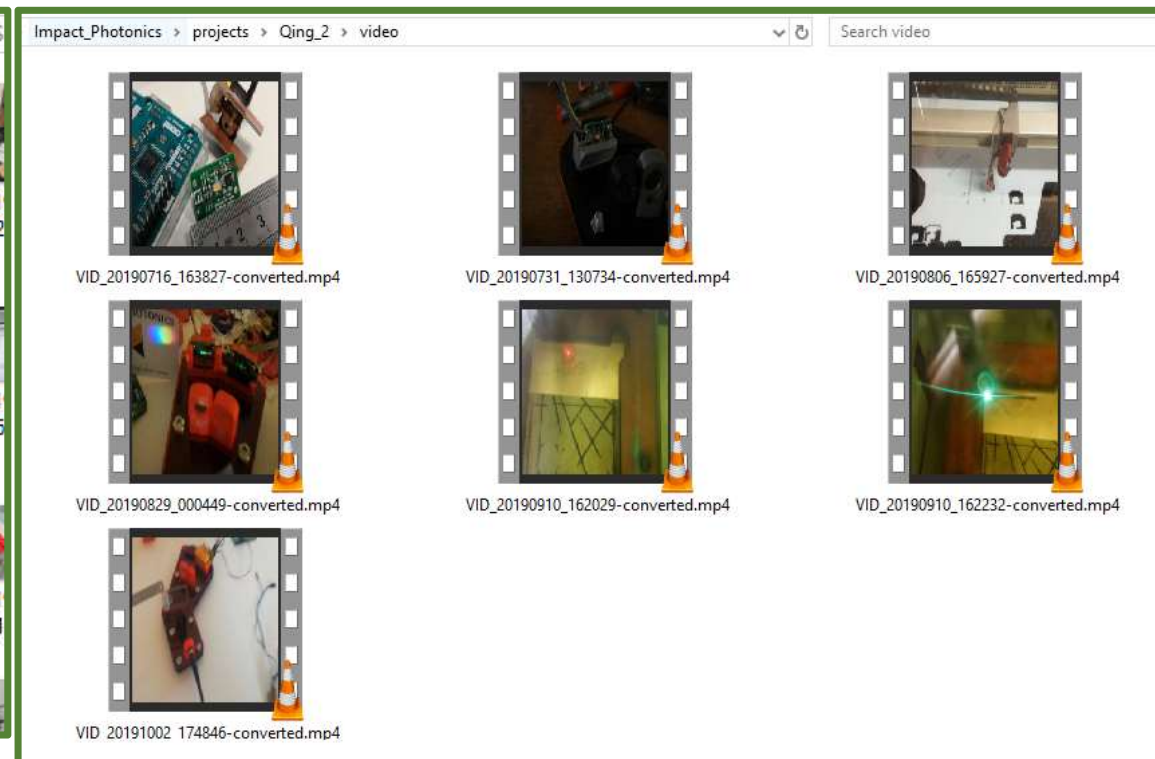 Impact_Photonics > projects > Qing_2 > video
Search video
VID_20190716_163827-converted.mp4
VID_20190731_130734-converted.mp4
VID_20190806_165927-converted.mp4
VID_20190829_000449-converted.mp4
VID_20190910_162029-converted.mp4
VID_20190910_162232-converted.mp4
VID_20191002_174846-converted.mp4